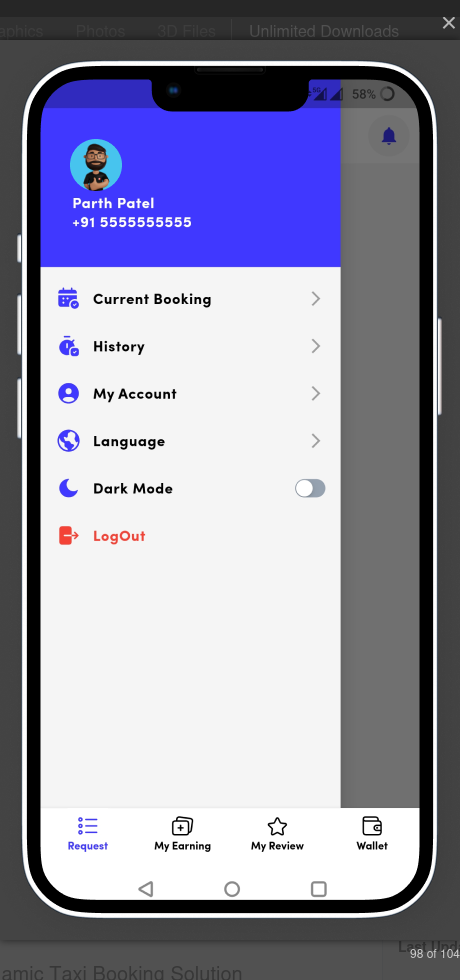 aphics Photos 3D Files Unlimited Downloads
58%
Parth Patel
+91 5555555555
Current Booking
History
My Account
Language
Dark Mode
LogOut
Request My Earning My Review Wallet
98 of 104
Last Upd
amic Taxi Booking Solution